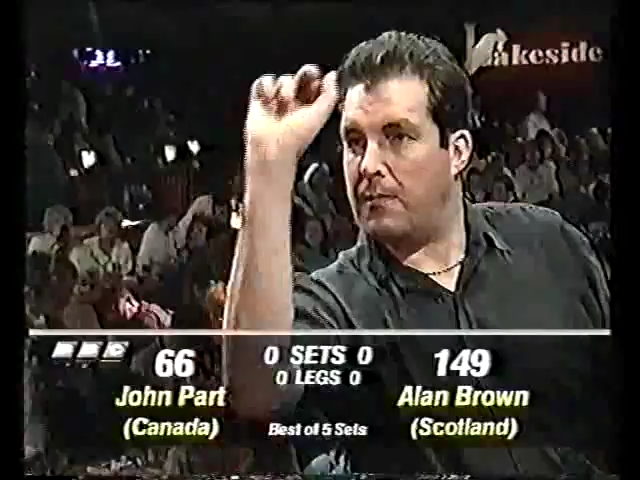 Lakeside
BBC
66
0 SETS 0
149
0 LEGS 0
John Part
Alan Brown
(Canada)
Best of 5 Sets
(Scotland)